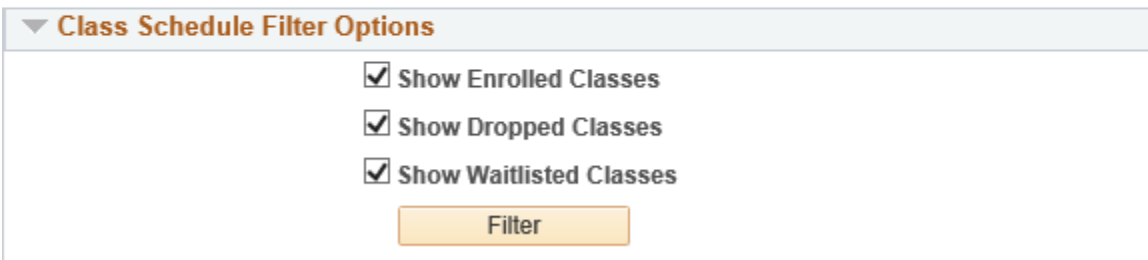 Class Schedule Filter Options
Show Enrolled Classes
Show Dropped Classes
Show Waitlisted Classes
Filter